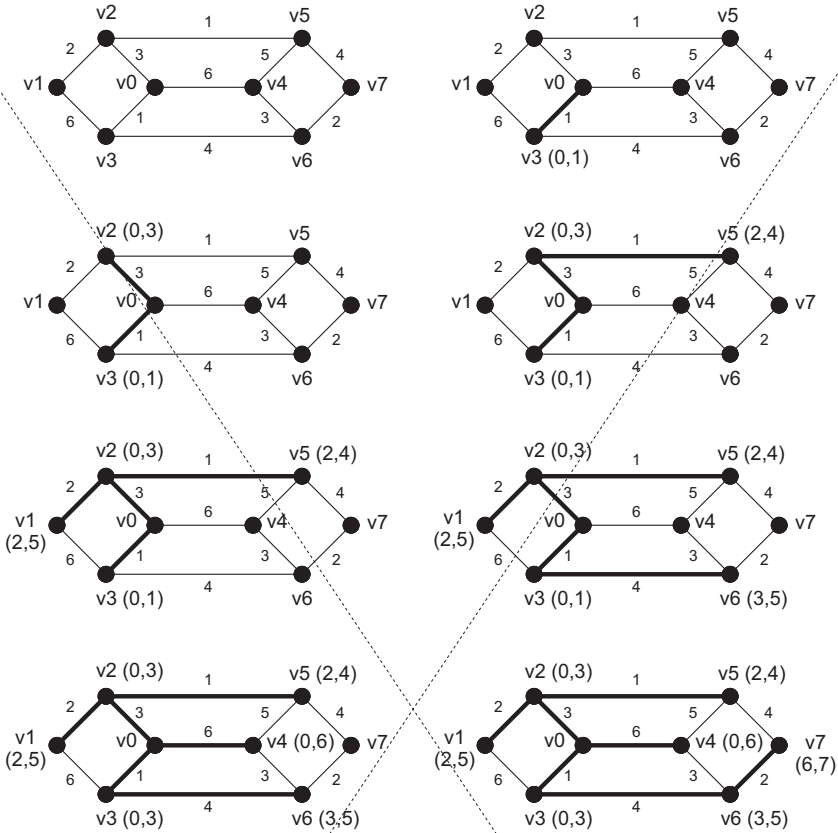 v2 1 v5 v2 1 v5
2 3 5 4 2 3 5 4
v1 v0 6 v4 v7 v1 v0 6 v4 v7
6 1 3 2 6 1 3 2
v3 4 v6 v3 (0,1) 4 v6
v2 (0,3) 1 v5 v2 (0,3) 1 v5 (2,4)
2 3 5 4 2 3 5 4
v1 v0 6 v4 v7 v1 v0 6 v4 v7
6 1 3 2 6 1 3 2
v3 (0,1) 4 v6 v3 (0,1) 4 v6
v2 (0,3) 1 v5 (2,4) v2 (0,3) 1 v5 (2,4)
2 3 5 4 2 3 5 4
v1 v0 6 v4 v7 v1 v0 6 v4 v7
(2,5) (2,5)
6 1 3 2 6 1 3 2
v3 (0,1) 4 v6 v3 (0,1) 4 v6 (3,5)
v2 (0,3) 1 v5 (2,4) v2 (0,3) 1 v5 (2,4)
2 3 5 4 2 3 5 4
v1 v0 6 v4 (0,6) v7 v1 v0 6 v4 (0,6) v7
(2,5) (2,5) (6,7)
6 1 3 2 6 1 3 2
v3 (0,3) 4 v6 (3,5) v3 (0,3) 4 v6 (3,5)